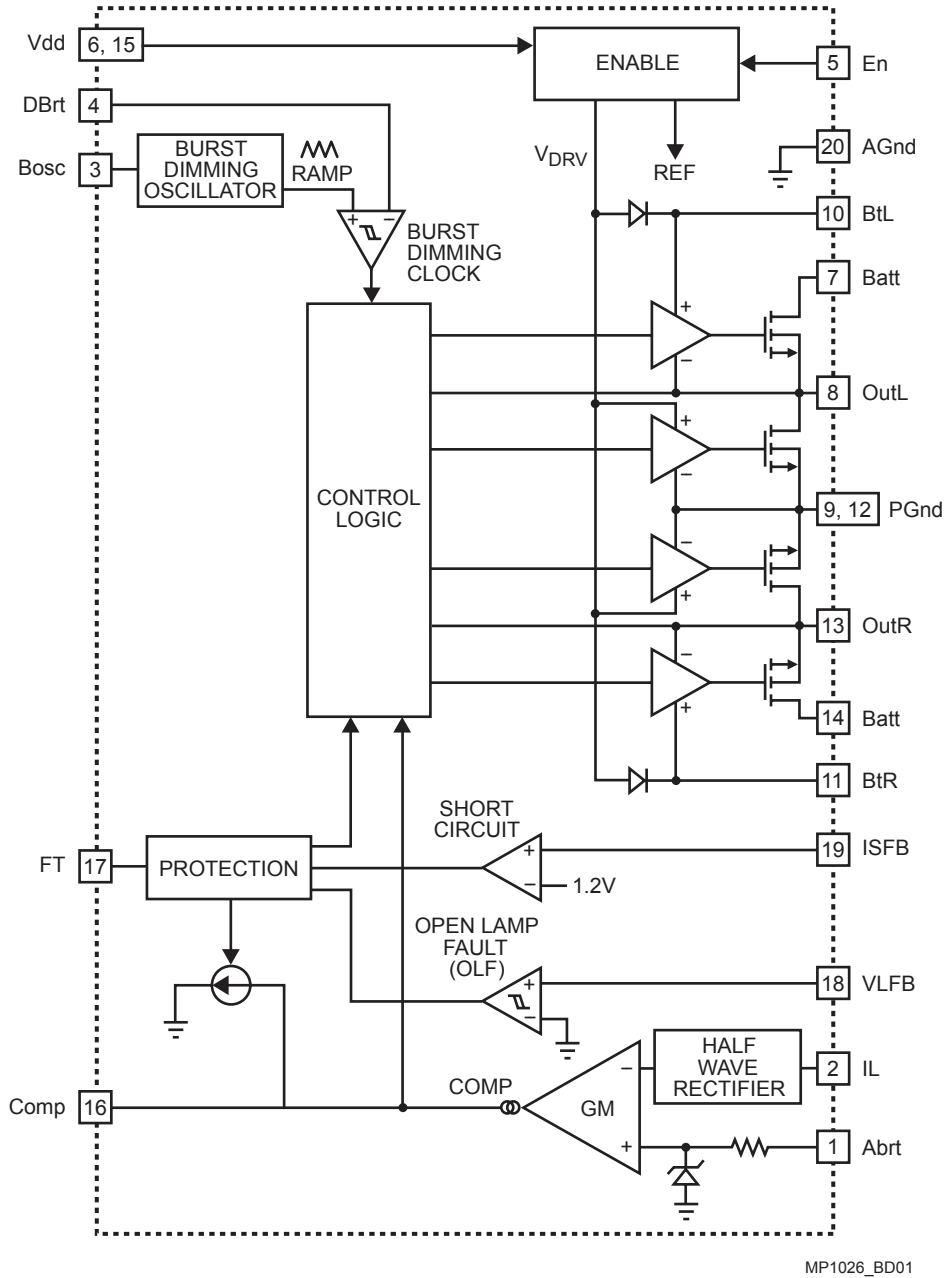 Vdd
6, 15
ENABLE
5
En
DBrt
4
Bosc
3
BURST
DIMMING
OSCILLATOR
RAMP
+
−
BURST
DIMMING
CLOCK
VDRV
REF
20
AGnd
10
BtL
7
Batt
+
−
8
OutL
+
−
CONTROL
LOGIC
9, 12
PGnd
−
+
13
OutR
−
+
14
Batt
11
BtR
SHORT
CIRCUIT
+
−
1.2V
19
ISFB
FT
17
PROTECTION
OPEN LAMP
FAULT
(OLF)
+
−
18
VLFB
HALF
WAVE
RECTIFIER
2
IL
Comp
16
COMP
GM
−
+
1
Abrt
MP1026_BD01